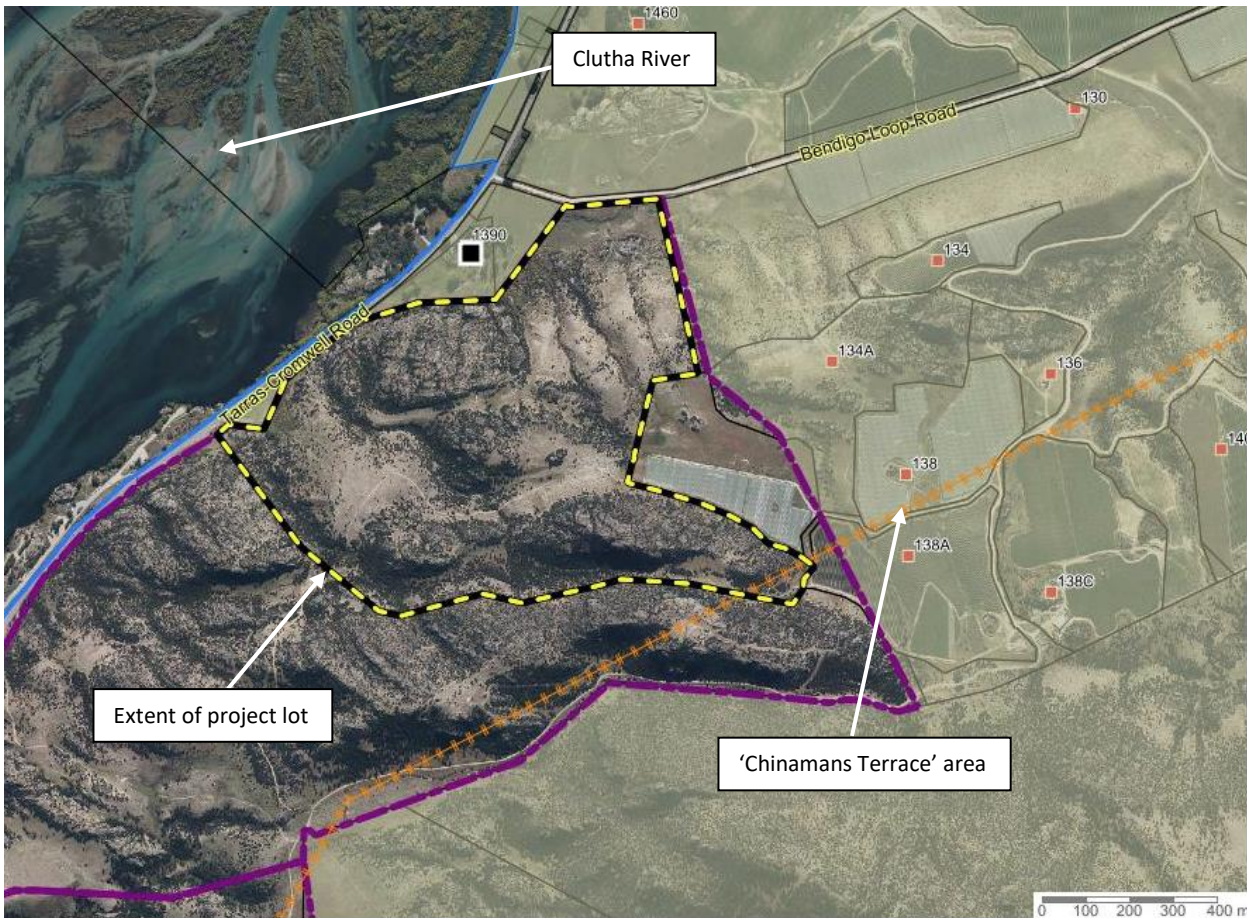 1460
Clutha River
130
Bendigo Loop Road
1390
134
134A
136
Tarras-Cromwell Road
138
138A
138C
Extent of project lot
'Chinamans Terrace' area
0 100 200 300 400 m